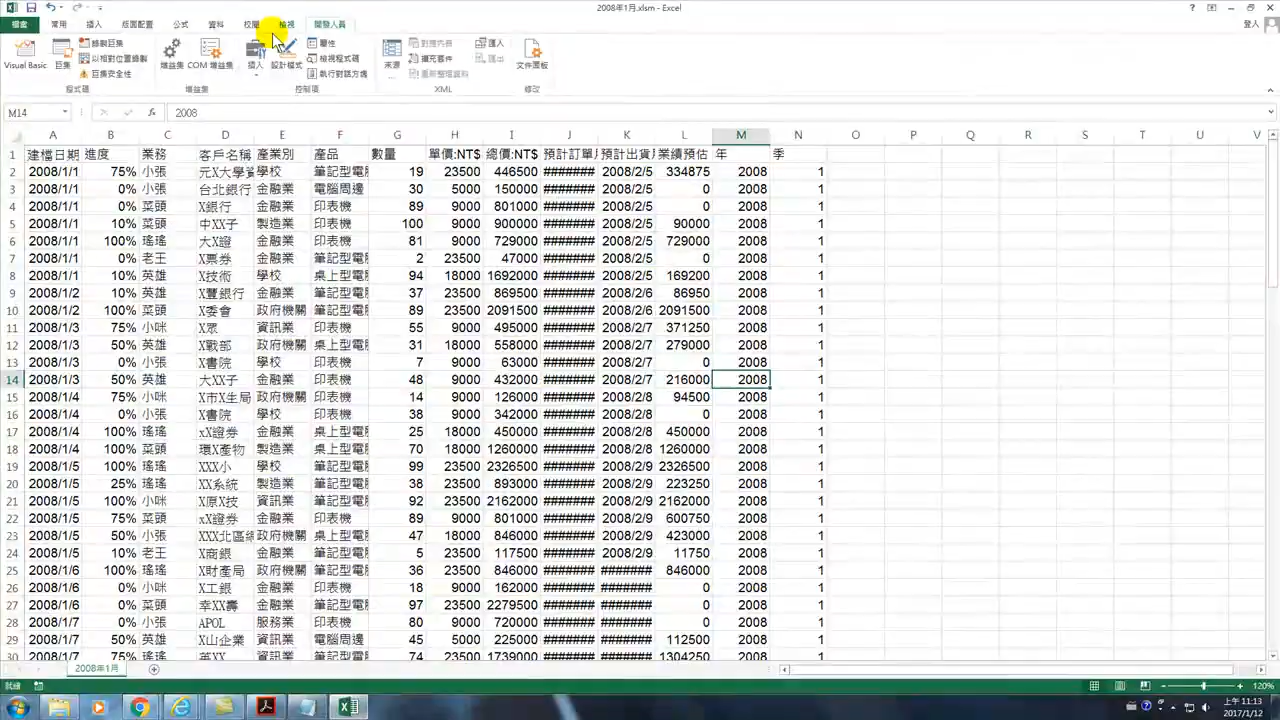 2008年1月.xlsm - Excel
登入
檔案 常用 插入 版面配置 公式 資料 校閱 檢視 開發人員
Visual Basic 巨集 錄製巨集 以相對位置錄製 巨集安全性 增益集 COM 增益集 插入 設計模式 屬性 檢視程式碼 執行對話方塊 來源 對應內容 擴充套件 重新整理資料 匯入 匯出 文件面板
程式碼 增益集 控制項 XML 修改
M14 fx 2008
A B C D E F G H I J K L M N O P Q R S T U V
1 建檔日期 進度 業務 客戶名稱 產業別 產品 數量 單價:NT$ 總價:NT$ 預計訂單 預計出貨 業績預估 年 季
2 2008/1/1 75% 小張 元X大學 學校 筆記型電腦 19 23500 446500 ####### 2008/2/5 334875 2008 1
3 2008/1/1 0% 小張 台北銀行 金融業 電腦周邊 30 5000 150000 ####### 2008/2/5 0 2008 1
4 2008/1/1 0% 菜頭 X銀行 金融業 印表機 89 9000 801000 ####### 2008/2/5 0 2008 1
5 2008/1/1 10% 菜頭 中XX子 製造業 印表機 100 9000 900000 ####### 2008/2/5 90000 2008 1
6 2008/1/1 100% 瑤瑤 大X證 金融業 印表機 81 9000 729000 ####### 2008/2/5 729000 2008 1
7 2008/1/1 0% 老王 X票券 金融業 筆記型電腦 2 23500 47000 ####### 2008/2/5 0 2008 1
8 2008/1/1 10% 英雄 X技術 學校 桌上型電腦 94 18000 1692000 ####### 2008/2/5 169200 2008 1
9 2008/1/2 10% 英雄 X豐銀行 金融業 筆記型電腦 37 23500 869500 ####### 2008/2/6 86950 2008 1
10 2008/1/2 100% 菜頭 X委會 政府機關 筆記型電腦 89 23500 2091500 ####### 2008/2/6 2091500 2008 1
11 2008/1/3 75% 小咪 X眾 資訊業 印表機 55 9000 495000 ####### 2008/2/7 371250 2008 1
12 2008/1/3 50% 英雄 X戰部 政府機關 桌上型電腦 31 18000 558000 ####### 2008/2/7 279000 2008 1
13 2008/1/3 0% 小張 X書院 學校 印表機 7 9000 63000 ####### 2008/2/7 0 2008 1
14 2008/1/3 50% 英雄 大XX子 金融業 印表機 48 9000 432000 ####### 2008/2/7 216000 2008 1
15 2008/1/4 75% 小咪 X市X生局 政府機關 印表機 14 9000 126000 ####### 2008/2/8 94500 2008 1
16 2008/1/4 0% 小張 X書院 學校 印表機 38 9000 342000 ####### 2008/2/8 0 2008 1
17 2008/1/4 100% 瑤瑤 xX證券 金融業 桌上型電腦 25 18000 450000 ####### 2008/2/8 450000 2008 1
18 2008/1/4 100% 菜頭 環X產物 製造業 桌上型電腦 70 18000 1260000 ####### 2008/2/8 1260000 2008 1
19 2008/1/5 100% 瑤瑤 XXX小 學校 筆記型電腦 99 23500 2326500 ####### 2008/2/9 2326500 2008 1
20 2008/1/5 25% 瑤瑤 XX系統 製造業 筆記型電腦 38 23500 893000 ####### 2008/2/9 223250 2008 1
21 2008/1/5 100% 小咪 X原X技 資訊業 筆記型電腦 92 23500 2162000 ####### 2008/2/9 2162000 2008 1
22 2008/1/5 75% 菜頭 xX證券 金融業 印表機 89 9000 801000 ####### 2008/2/9 600750 2008 1
23 2008/1/5 50% 小張 XXX北區 政府機關 桌上型電腦 47 18000 846000 ####### 2008/2/9 423000 2008 1
24 2008/1/5 10% 老王 X商銀 金融業 筆記型電腦 5 23500 117500 ####### 2008/2/9 11750 2008 1
25 2008/1/6 100% 瑤瑤 X財產局 政府機關 筆記型電腦 36 23500 846000 ####### ####### 846000 2008 1
26 2008/1/6 0% 小咪 X工銀 金融業 印表機 18 9000 162000 ####### ####### 0 2008 1
27 2008/1/6 0% 菜頭 幸XX壽 金融業 筆記型電腦 97 23500 2279500 ####### ####### 0 2008 1
28 2008/1/7 0% 小張 APOL 服務業 印表機 80 9000 720000 ####### ####### 0 2008 1
29 2008/1/7 50% 英雄 X山企業 資訊業 電腦周邊 45 5000 225000 ####### ####### 112500 2008 1
30 2008/1/7 75% 瑤瑤 英XX 資訊業 筆記型電腦 74 23500 1739000 ####### ####### 1304250 2008 1
2008年1月
就緒 120%
上午 11:13
2017/1/12